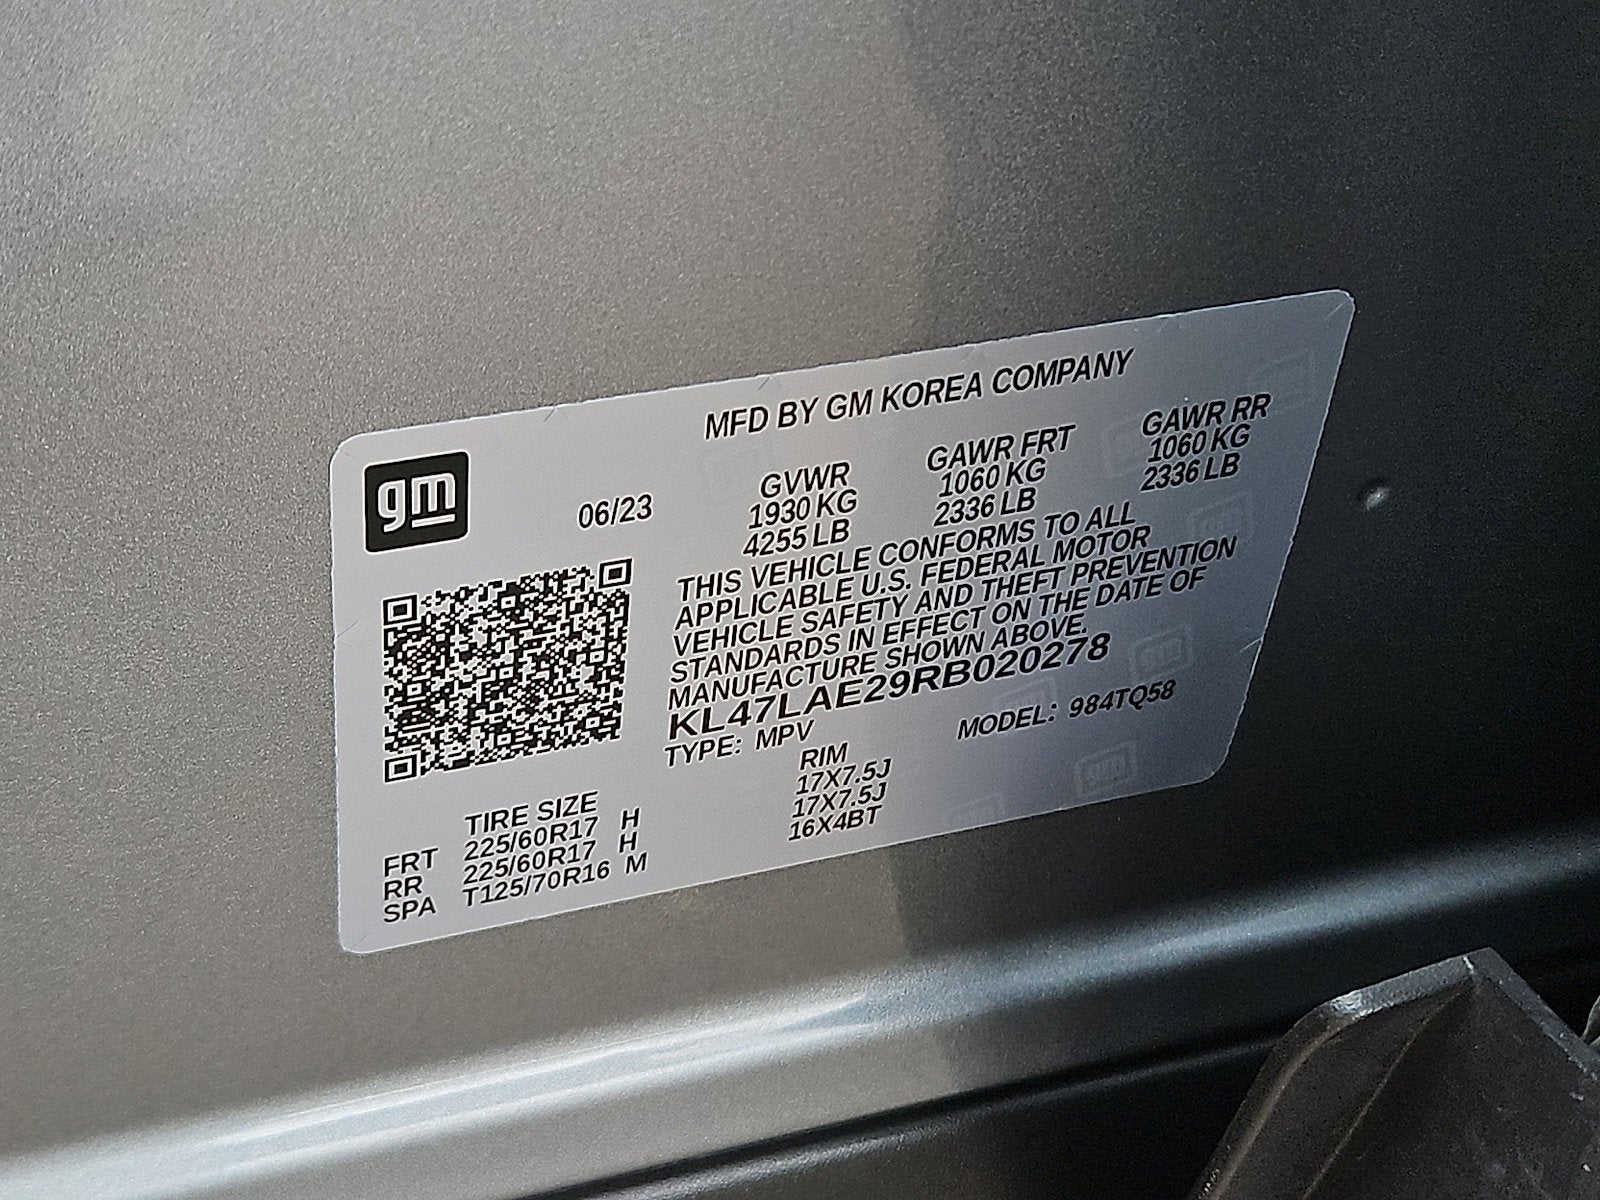 MFD BY GM KOREA COMPANY
gm
06/23
GVWR GAWR FRT GAWR RR
1930 KG 1060 KG 1060 KG
4255 LB 2336 LB 2336 LB
THIS VEHICLE CONFORMS TO ALL
APPLICABLE U.S. FEDERAL MOTOR
VEHICLE SAFETY AND THEFT PREVENTION
STANDARDS IN EFFECT ON THE DATE OF
MANUFACTURE SHOWN ABOVE.
KL47LAE29RB020278
TYPE: MPV MODEL: 984TQ58
TIRE SIZE RIM
FRT 225/60R17 H 17X7.5J
RR 225/60R17 H 17X7.5J
SPA T125/70R16 M 16X4BT